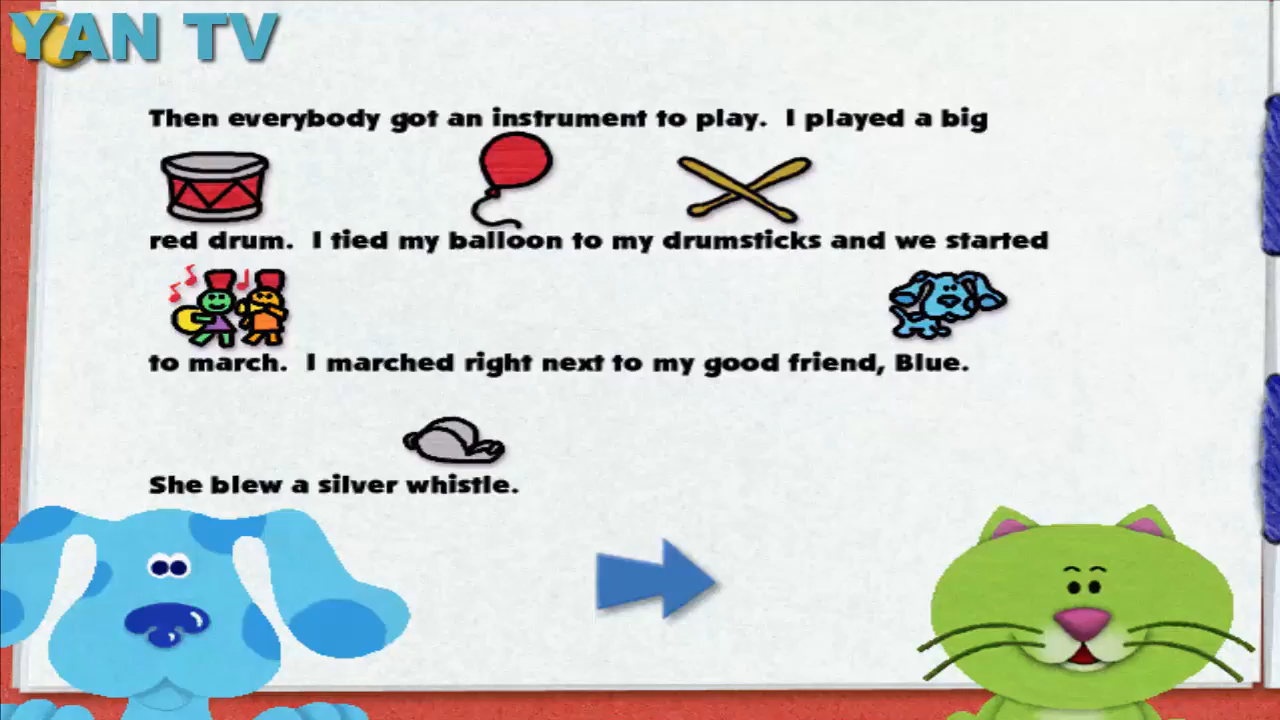 YAN TV
Then everybody got an instrument to play. I played a big
red drum. I tied my balloon to my drumsticks and we started
to march. I marched right next to my good friend, Blue.
She blew a silver whistle.